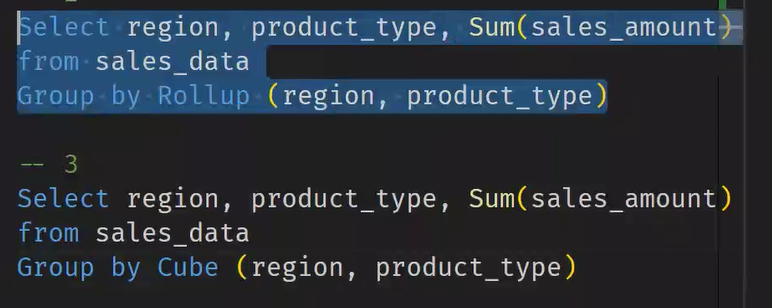 Select region, product_type, Sum(sales_amount)
from sales_data
Group by Rollup (region, product_type)
-- 3
Select region, product_type, Sum(sales_amount)
from sales_data
Group by Cube (region, product_type)